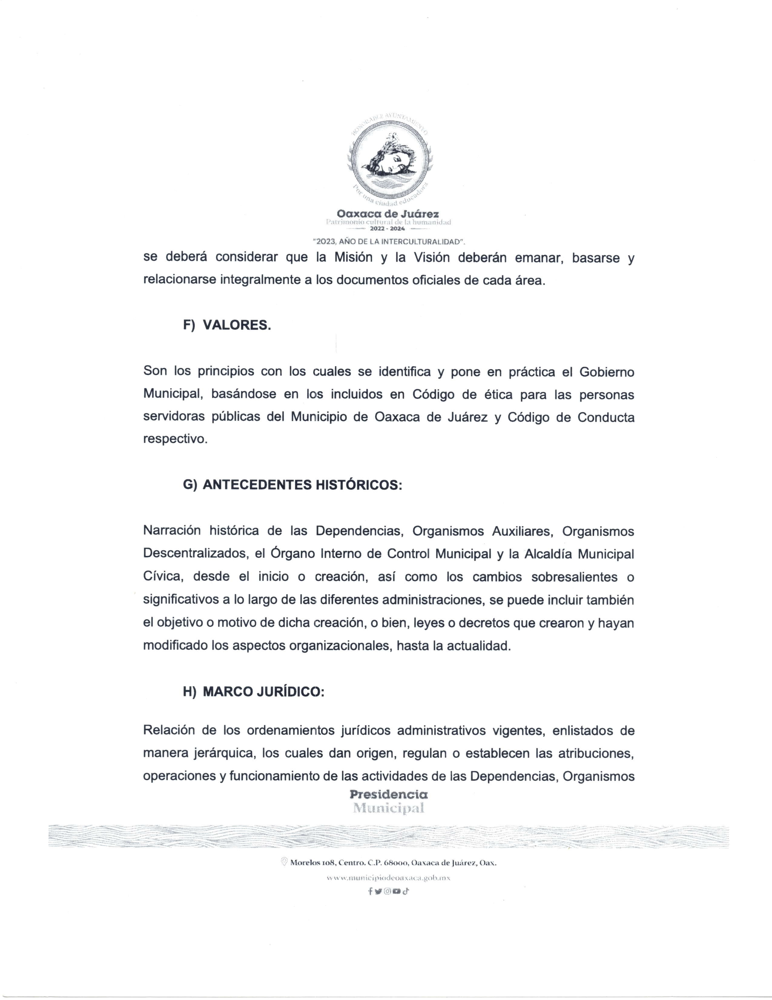 HONORABLE AYUNTAMIENTO
Por una ciudad educadora
Oaxaca de Juárez
Patrimonio cultural de la humanidad
2022 - 2024
"2023, AÑO DE LA INTERCULTURALIDAD".
se deberá considerar que la Misión y la Visión deberán emanar, basarse y
relacionarse integralmente a los documentos oficiales de cada área.
F) VALORES.
Son los principios con los cuales se identifica y pone en práctica el Gobierno
Municipal, basándose en los incluidos en Código de ética para las personas
servidoras públicas del Municipio de Oaxaca de Juárez y Código de Conducta
respectivo.
G) ANTECEDENTES HISTÓRICOS:
Narración histórica de las Dependencias, Organismos Auxiliares, Organismos
Descentralizados, el Órgano Interno de Control Municipal y la Alcaldía Municipal
Cívica, desde el inicio o creación, así como los cambios sobresalientes o
significativos a lo largo de las diferentes administraciones, se puede incluir también
el objetivo o motivo de dicha creación, o bien, leyes o decretos que crearon y hayan
modificado los aspectos organizacionales, hasta la actualidad.
H) MARCO JURÍDICO:
Relación de los ordenamientos jurídicos administrativos vigentes, enlistados de
manera jerárquica, los cuales dan origen, regulan o establecen las atribuciones,
operaciones y funcionamiento de las actividades de las Dependencias, Organismos
Presidencia
Municipal
Morelos 108, Centro. C.P. 68000, Oaxaca de Juárez, Oax.
www.municipiodeoaxaca.gob.mx